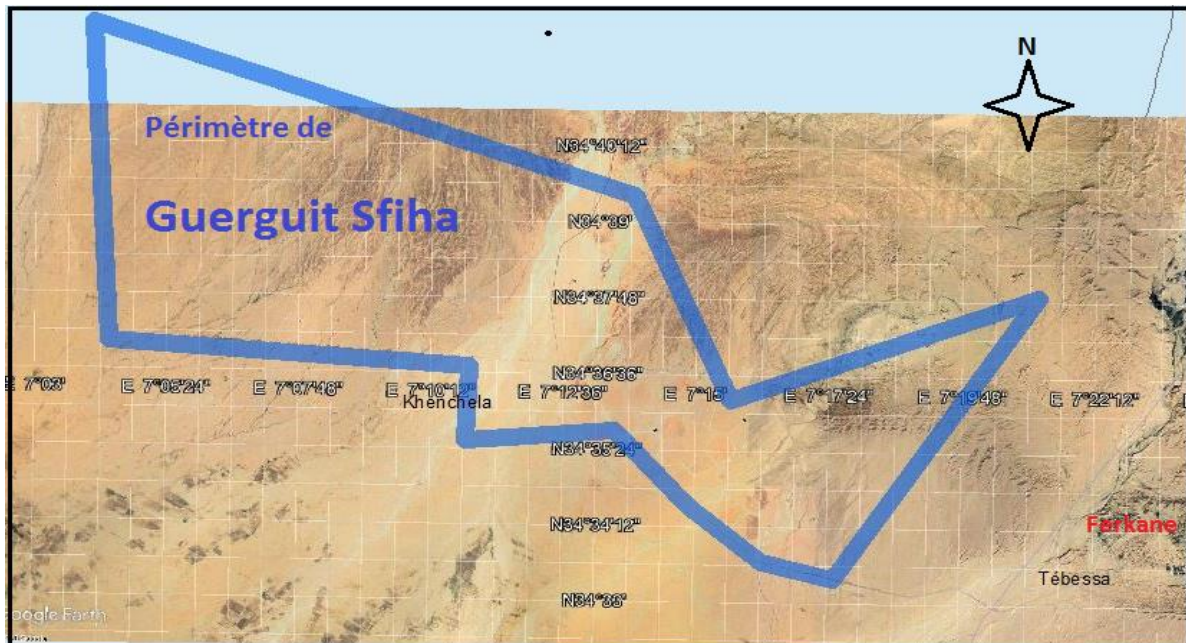 N
Périmètre de
N34°40'12"
Guerguit Sfiha
N34°39'
N34°37'48"
N34°36'36"
E 7°03' E 7°05'24" E 7°07'48" E 7°10'12" E 7°12'36" E 7°15' E 7°17'24" E 7°19'48" E 7°22'12"
Khenchela
N34°35'24"
N34°34'12"
Farkane
Tébessa
N34°33'
Google Earth